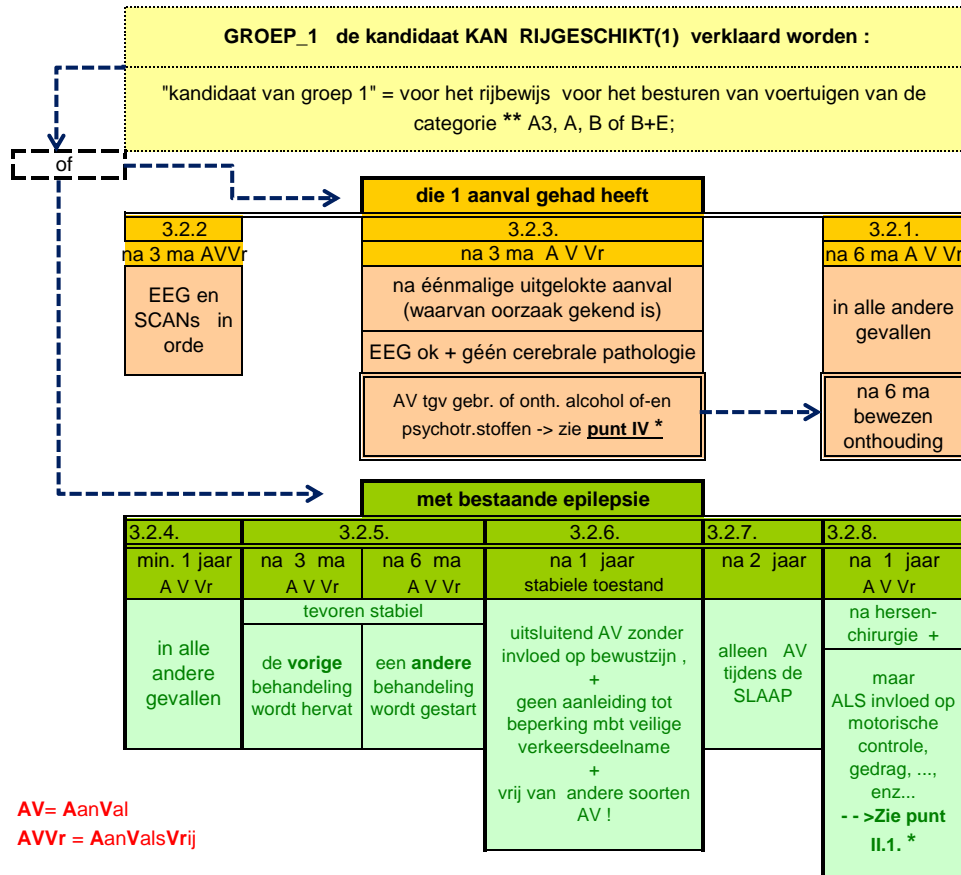 GROEP_1 de kandidaat KAN RIJGESCHIKT(1) verklaard worden :
"kandidaat van groep 1" = voor het rijbewijs voor het besturen van voertuigen van de
categorie ** A3, A, B of B+E;
of
die 1 aanval gehad heeft
3.2.2
na 3 ma AVVr
EEG en
SCANs in
orde
3.2.3.
na 3 ma A V Vr
na éénmalige uitgelokte aanval
(waarvan oorzaak gekend is)
EEG ok + géén cerebrale pathologie
AV tgv gebr. of onth. alcohol of-en
psychotr.stoffen -> zie punt IV *
3.2.1.
na 6 ma A V Vr
in alle andere
gevallen
na 6 ma
bewezen
onthouding
met bestaande epilepsie
3.2.4.
min. 1 jaar
A V Vr
in alle
andere
gevallen
3.2.5.
na 3 ma
A V Vr
na 6 ma
A V Vr
tevoren stabiel
de vorige
behandeling
wordt hervat
een andere
behandeling
wordt gestart
3.2.6.
na 1 jaar
stabiele toestand
uitsluitend AV zonder
invloed op bewustzijn ,
+
geen aanleiding tot
beperking mbt veilige
verkeersdeelname
+
vrij van andere soorten
AV !
3.2.7.
na 2 jaar
alleen AV
tijdens de
SLAAP
3.2.8.
na 1 jaar
A V Vr
na hersen-
chirurgie +
maar
ALS invloed op
motorische
controle,
gedrag, ...,
enz...
- - >Zie punt
II.1. *
AV= AanVal
AVVr = AanValsVrij